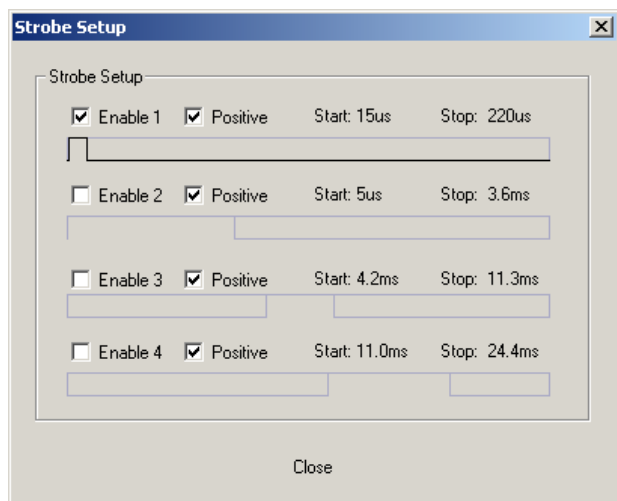 Strobe Setup
Strobe Setup
Enable 1 Positive Start: 15us Stop: 220us
Enable 2 Positive Start: 5us Stop: 3.6ms
Enable 3 Positive Start: 4.2ms Stop: 11.3ms
Enable 4 Positive Start: 11.0ms Stop: 24.4ms
Close